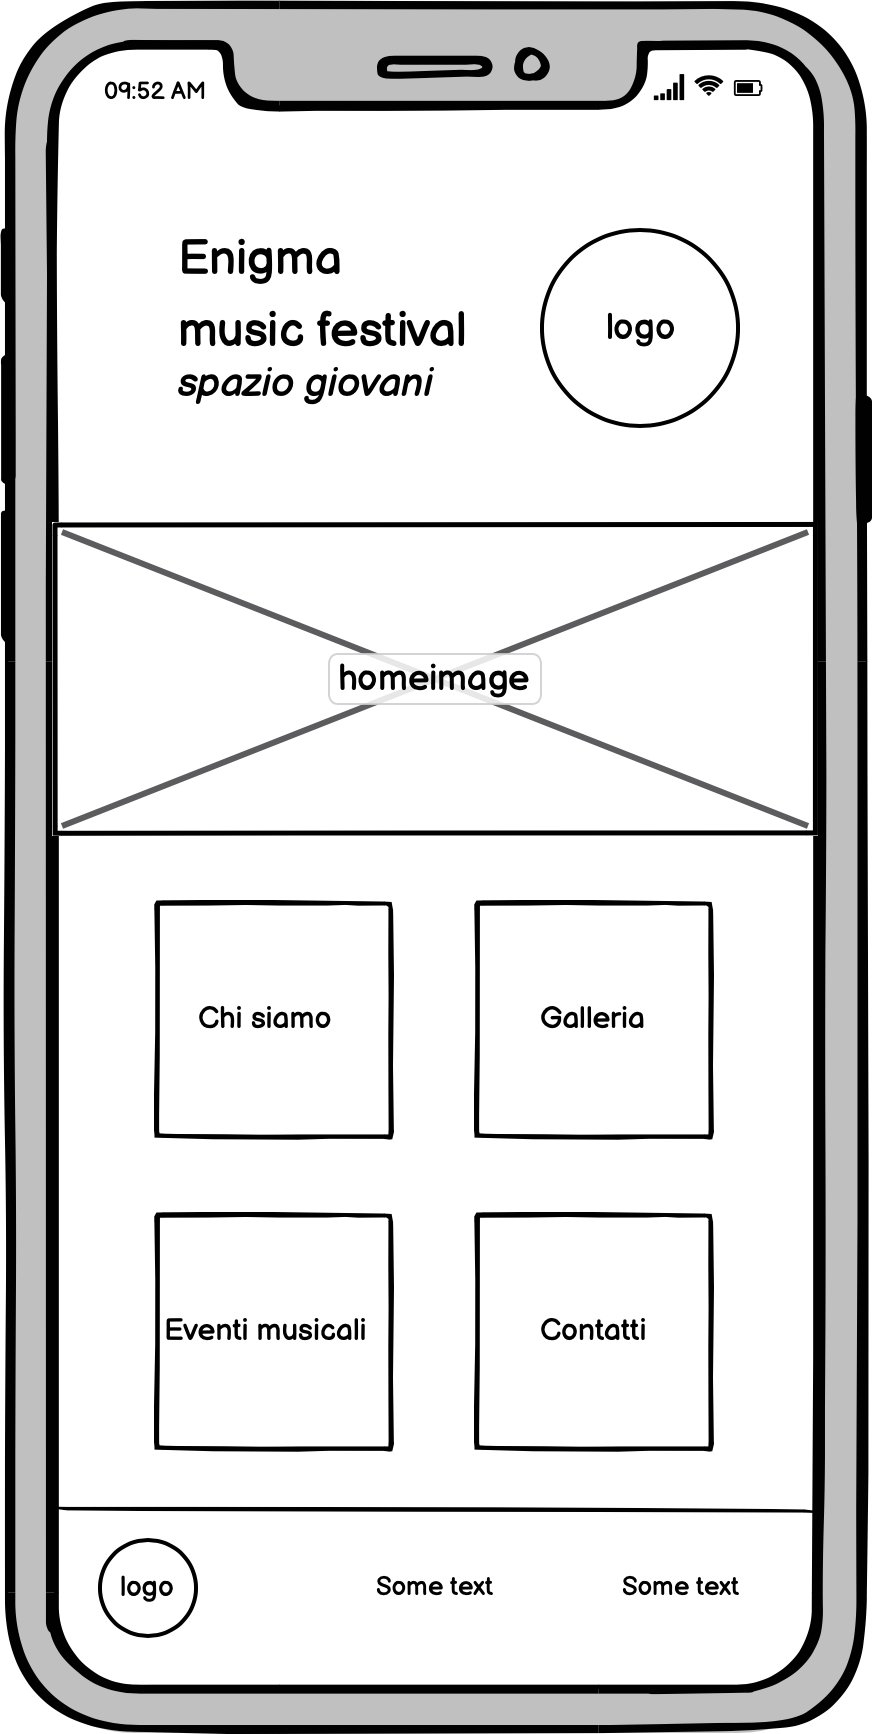 09:52 AM
Enigma
music festival
spazio giovani
logo
homeimage
Chi siamo
Galleria
Eventi musicali
Contatti
logo
Some text
Some text